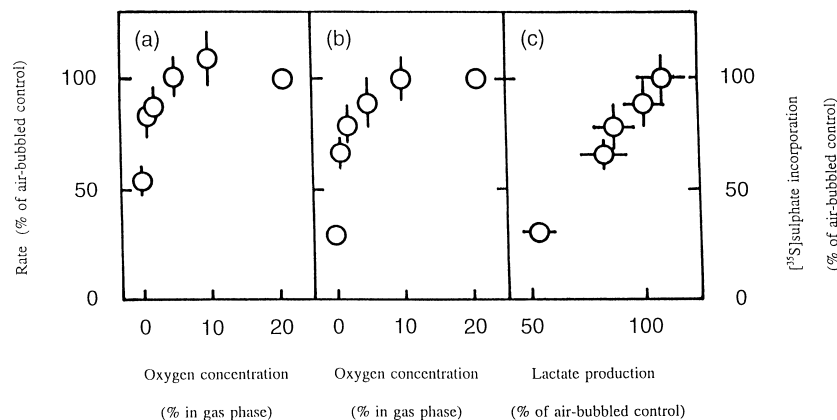 (a)
(b)
(c)
100
50
0
100
50
0
0 10 20
0 10 20
50 100
Rate (% of air-bubbled control)
[³⁵S]sulphate incorporation
(% of air-bubbled control)
Oxygen concentration
(% in gas phase)
Oxygen concentration
(% in gas phase)
Lactate production
(% of air-bubbled control)